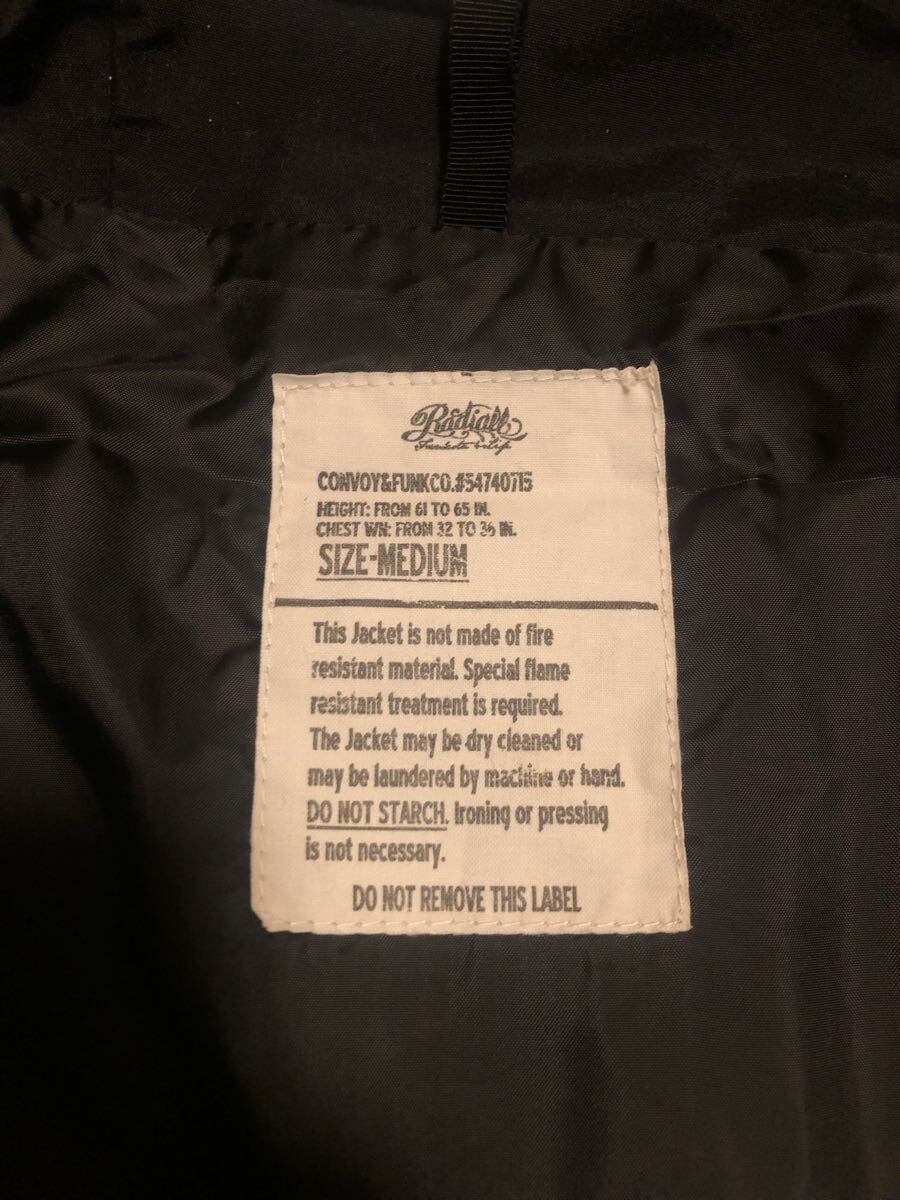 Radiall
CONVOY&FUNKCO.#54740715
HEIGHT: FROM 61 TO 65 IN.
CHEST WN: FROM 32 TO 36 IN.
SIZE-MEDIUM
This Jacket is not made of fire
resistant material. Special flame
resistant treatment is required.
The Jacket may be dry cleaned or
may be laundered by machine or hand.
DO NOT STARCH. Ironing or pressing
is not necessary.
DO NOT REMOVE THIS LABEL